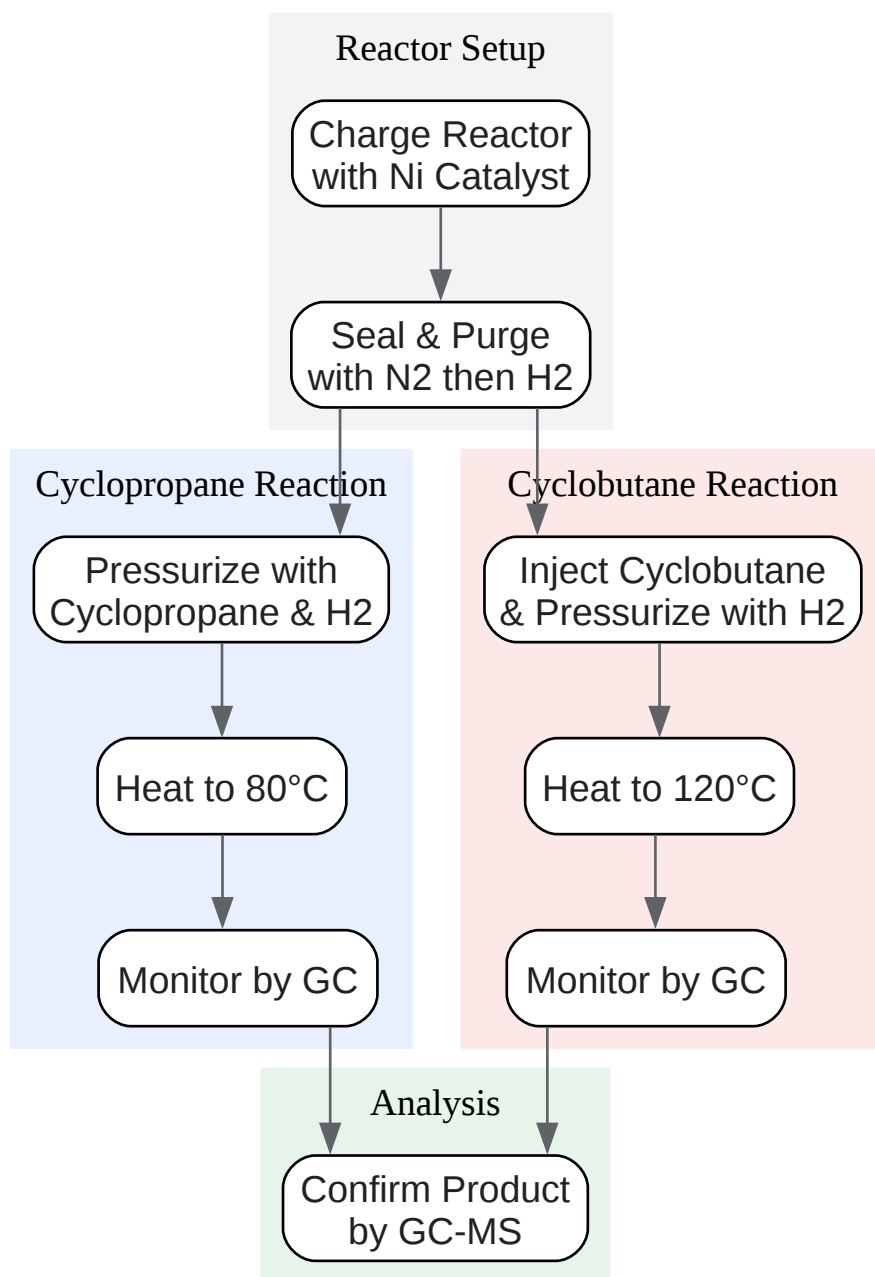 Reactor Setup
Charge Reactor
with Ni Catalyst
Seal & Purge
with N2 then H2
Cyclopropane Reaction
Pressurize with
Cyclopropane & H2
Heat to 80°C
Monitor by GC
Cyclobutane Reaction
Inject Cyclobutane
& Pressurize with H2
Heat to 120°C
Monitor by GC
Analysis
Confirm Product
by GC-MS